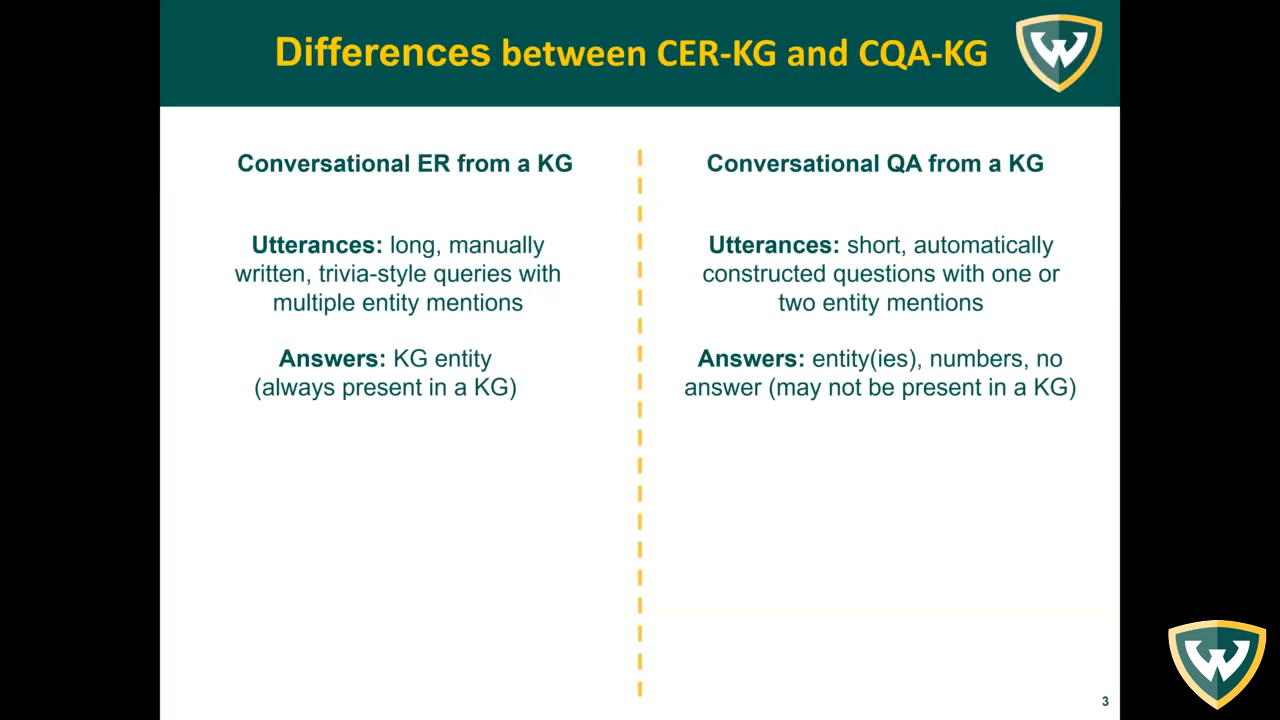 Differences between CER-KG and CQA-KG
Conversational ER from a KG
Utterances: long, manually
written, trivia-style queries with
multiple entity mentions
Answers: KG entity
(always present in a KG)
Conversational QA from a KG
Utterances: short, automatically
constructed questions with one or
two entity mentions
Answers: entity(ies), numbers, no
answer (may not be present in a KG)
3